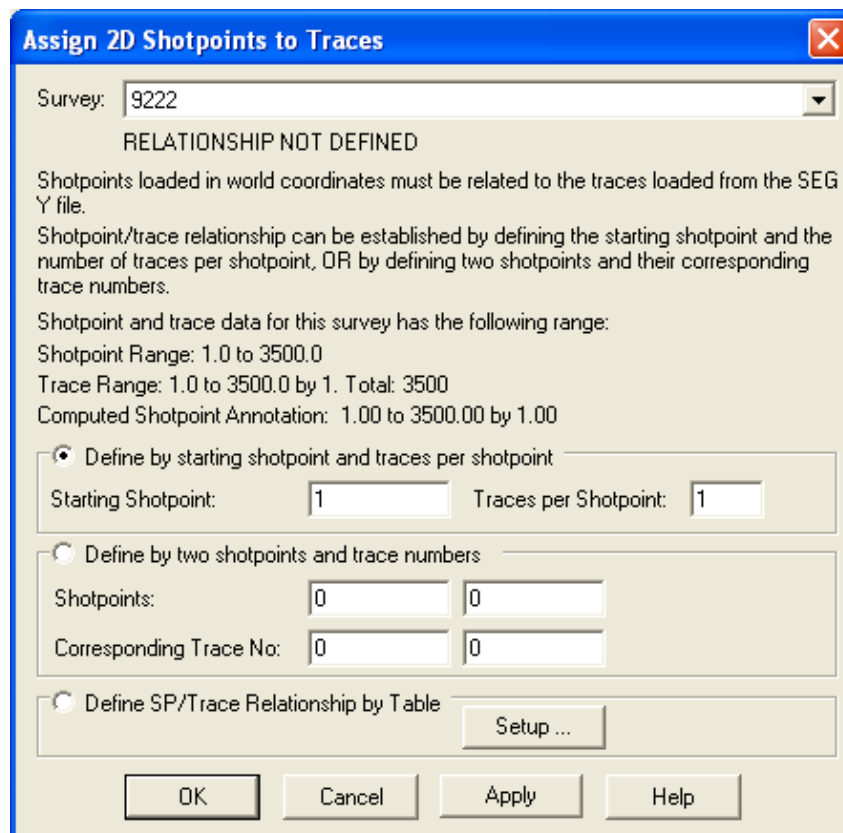 Assign 2D Shotpoints to Traces
Survey: 9222
RELATIONSHIP NOT DEFINED
Shotpoints loaded in world coordinates must be related to the traces loaded from the SEG
Y file.
Shotpoint/trace relationship can be established by defining the starting shotpoint and the
number of traces per shotpoint, OR by defining two shotpoints and their corresponding
trace numbers.
Shotpoint and trace data for this survey has the following range:
Shotpoint Range: 1.0 to 3500.0
Trace Range: 1.0 to 3500.0 by 1. Total: 3500
Computed Shotpoint Annotation: 1.00 to 3500.00 by 1.00
Define by starting shotpoint and traces per shotpoint
Starting Shotpoint: 1 Traces per Shotpoint: 1
Define by two shotpoints and trace numbers
Shotpoints: 0 0
Corresponding Trace No: 0 0
Define SP/Trace Relationship by Table
Setup ...
OK Cancel Apply Help